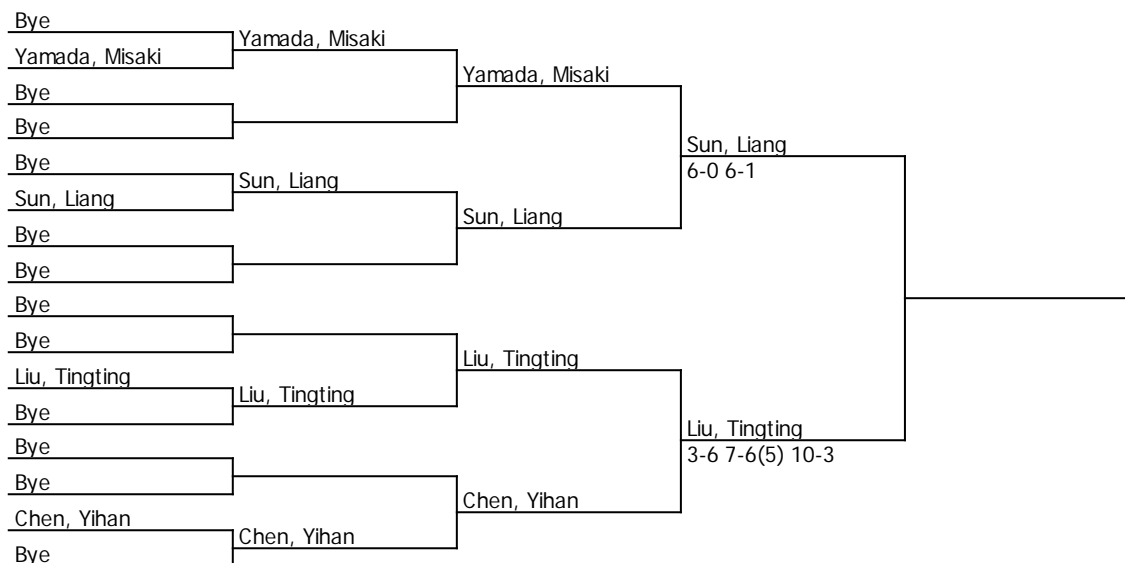 Bye
Yamada, Misaki
Yamada, Misaki
Yamada, Misaki
Bye
Bye
Bye
Sun, Liang
6-0 6-1
Sun, Liang
Sun, Liang
Sun, Liang
Bye
Bye
Bye
Bye
Liu, Tingting
Liu, Tingting
Liu, Tingting
Bye
Liu, Tingting
3-6 7-6(5) 10-3
Bye
Bye
Chen, Yihan
Chen, Yihan
Chen, Yihan
Bye